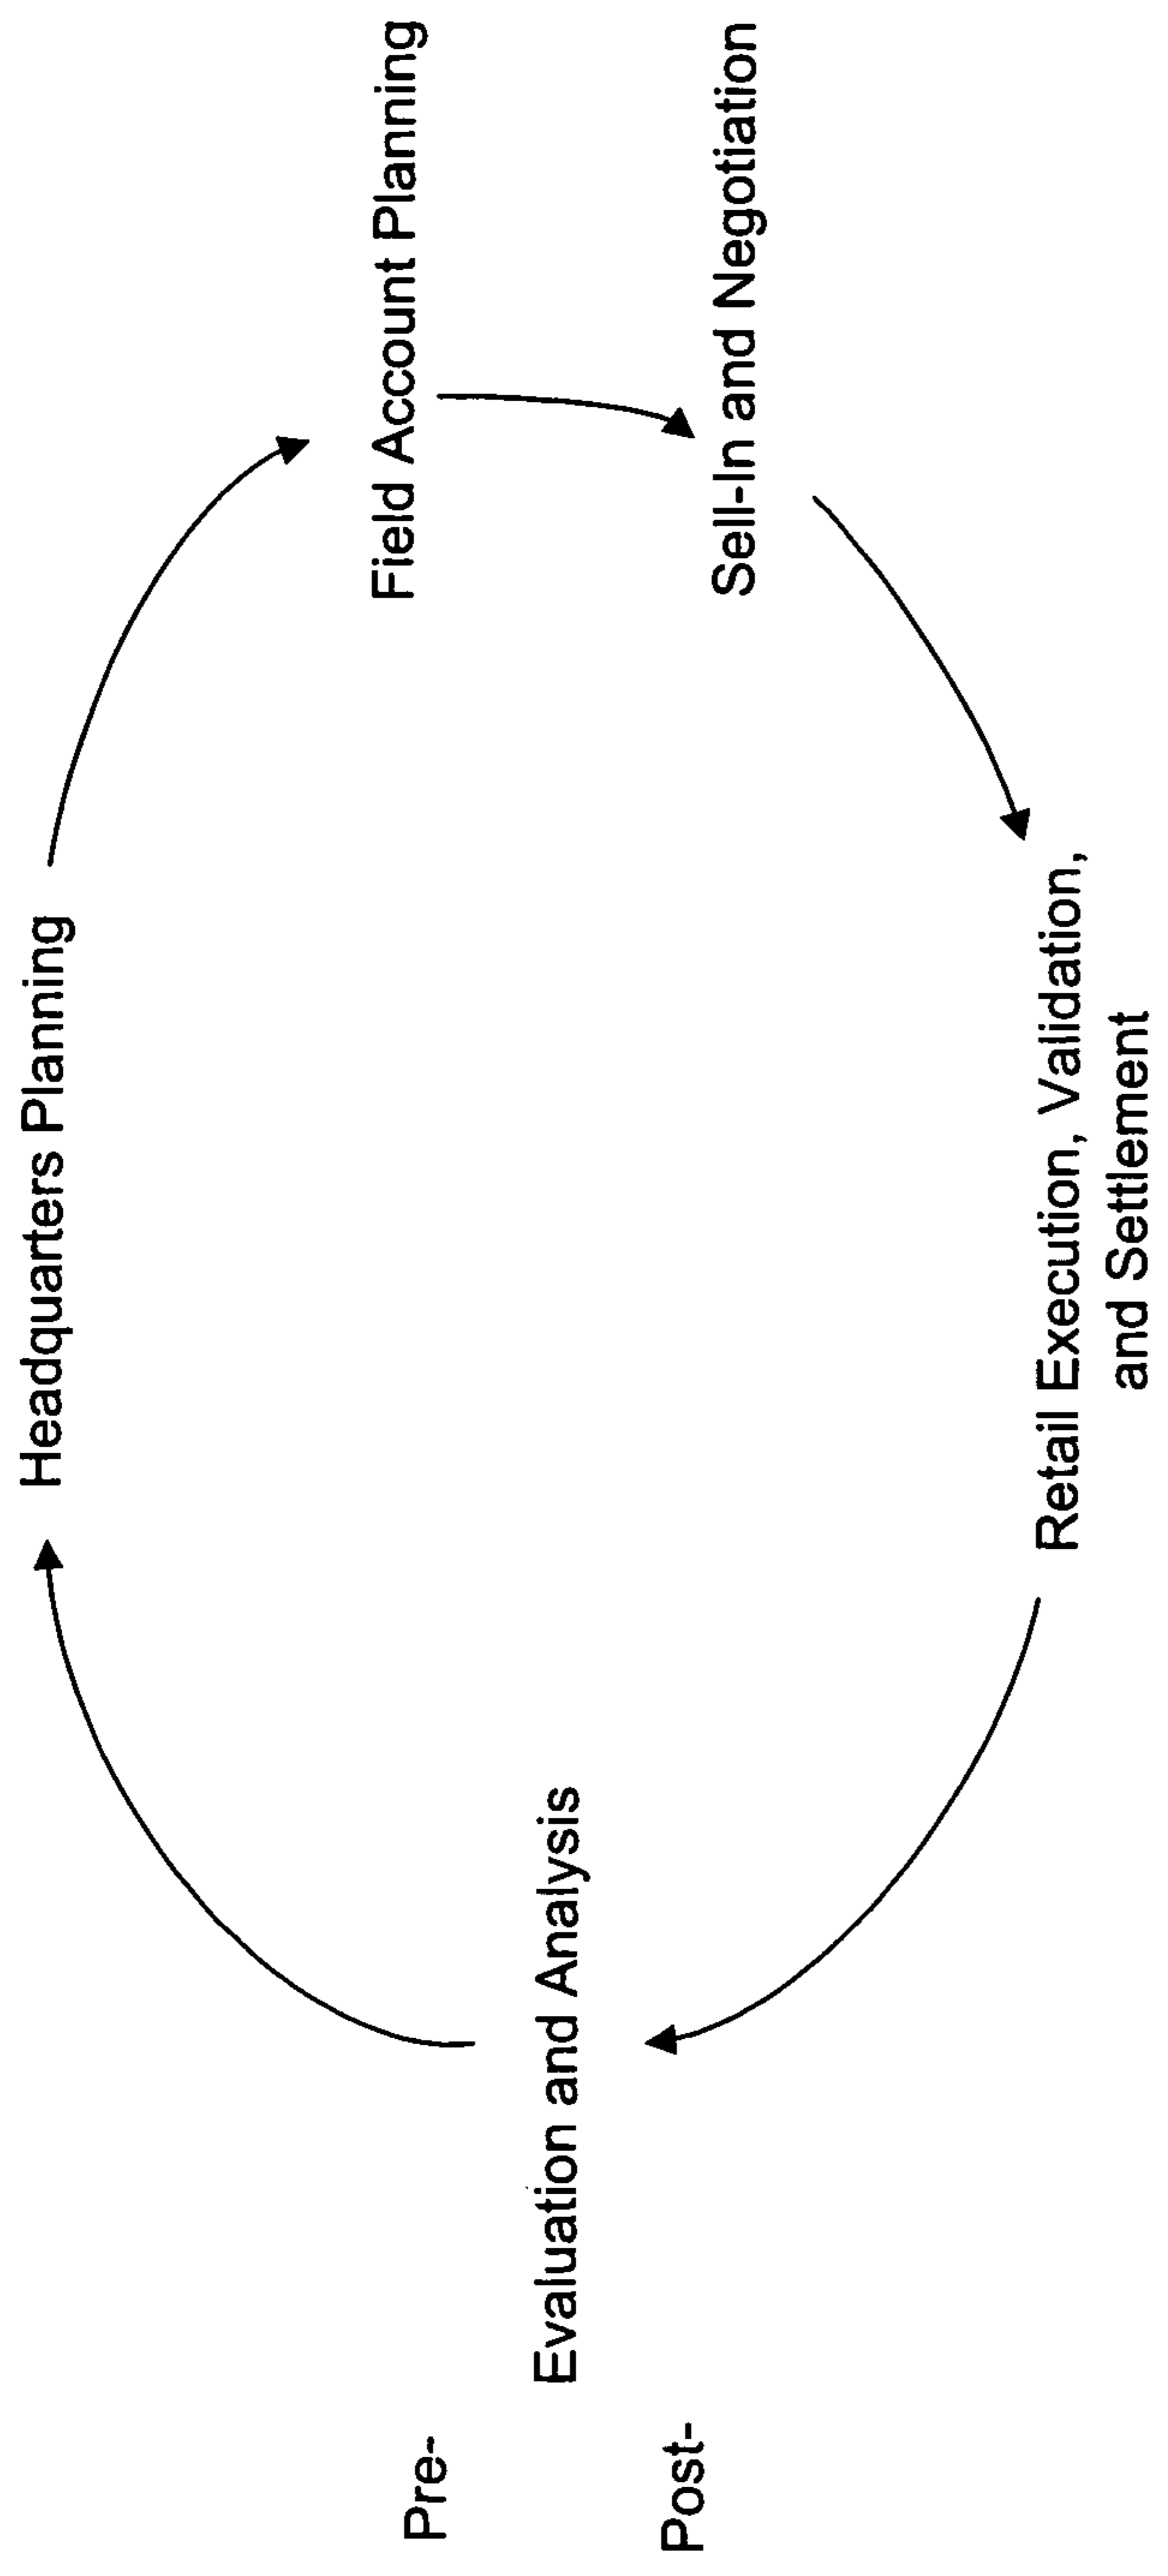 Headquarters Planning
Field Account Planning
Pre-
Evaluation and Analysis
Post-
Sell-In and Negotiation
Retail Execution, Validation,
and Settlement